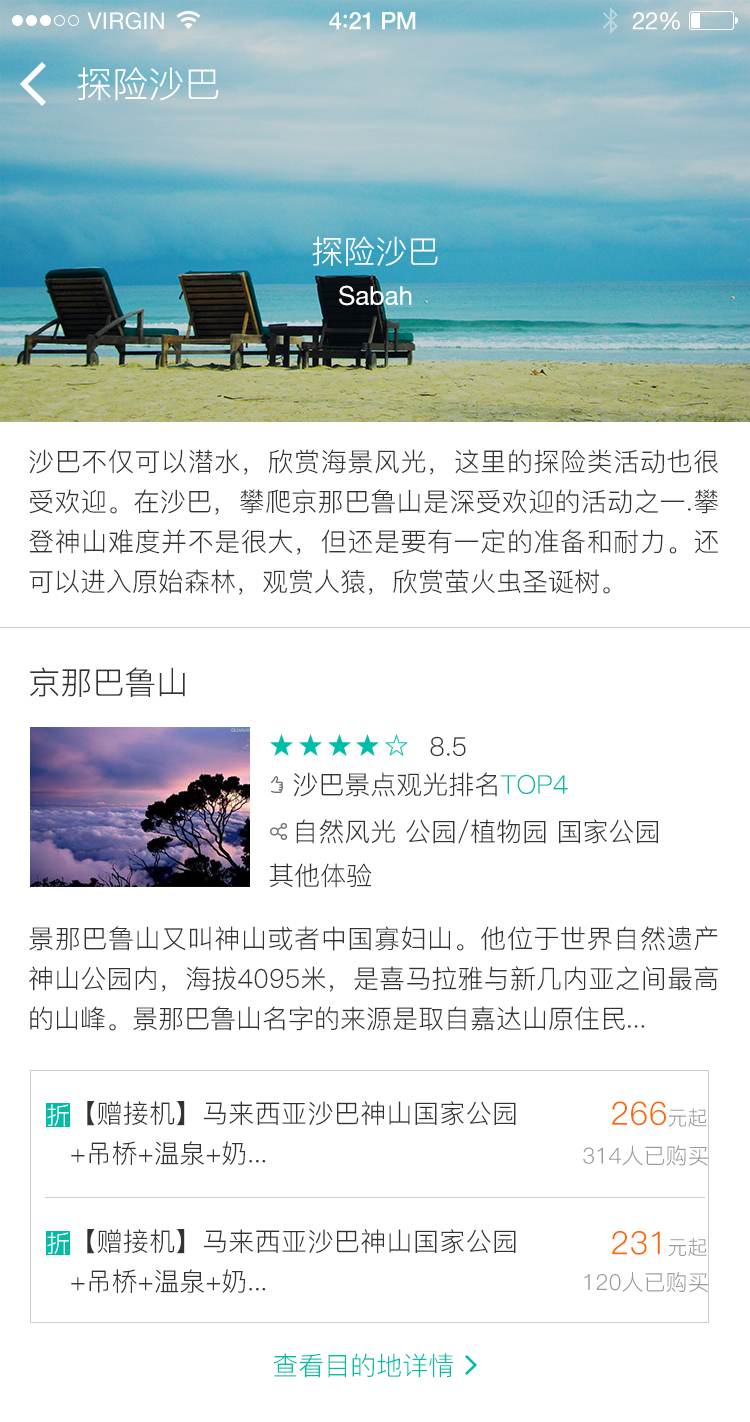 VIRGIN
4:21 PM
22%
探险沙巴
探险沙巴
Sabah
沙巴不仅可以潜水，欣赏海景风光，这里的探险类活动也很
受欢迎。在沙巴，攀爬京那巴鲁山是深受欢迎的活动之一.攀
登神山难度并不是很大，但还是要有一定的准备和耐力。还
可以进入原始森林，观赏人猿，欣赏萤火虫圣诞树。
京那巴鲁山
8.5
沙巴景点观光排名TOP4
自然风光 公园/植物园 国家公园
其他体验
景那巴鲁山又叫神山或者中国寡妇山。他位于世界自然遗产
神山公园内，海拔4095米，是喜马拉雅与新几内亚之间最高
的山峰。景那巴鲁山名字的来源是取自嘉达山原住民...
折【赠接机】马来西亚沙巴神山国家公园 266元起
+吊桥+温泉+奶... 314人已购买
折【赠接机】马来西亚沙巴神山国家公园 231元起
+吊桥+温泉+奶... 120人已购买
查看目的地详情